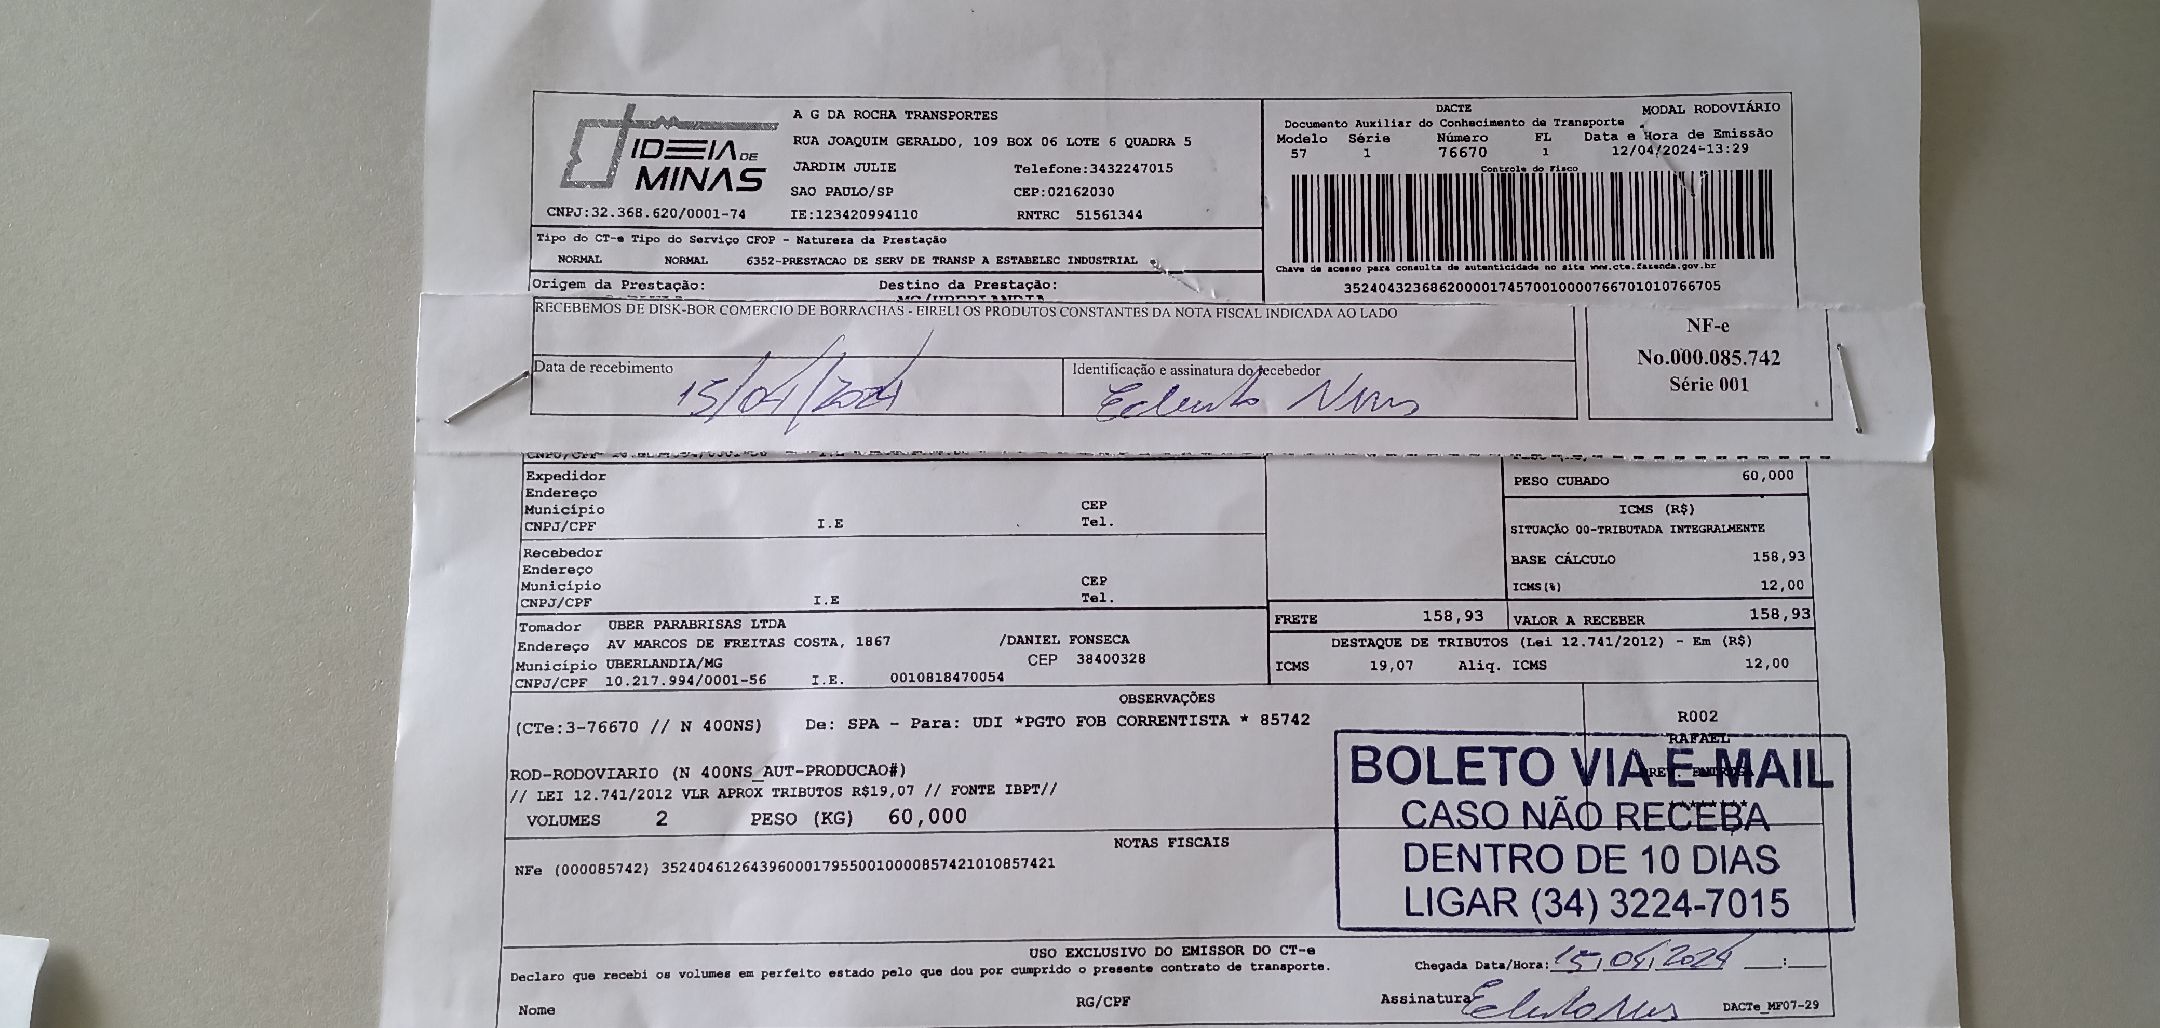 IDEIA DE
MINAS
CNPJ:32.368.620/0001-74
A G DA ROCHA TRANSPORTES
RUA JOAQUIM GERALDO, 109 BOX 06 LOTE 6 QUADRA 5
JARDIM JULIE Telefone:3432247015
SAO PAULO/SP CEP:02162030
IE:123420994110 RNTRC 51561344
DACTE MODAL RODOVIÁRIO
Documento Auxiliar do Conhecimento de Transporte
Modelo Série Número FL Data e Hora de Emissão
57 1 76670 1 12/04/2024-13:29
Controle do Fisco
Chave de acesso para consulta de autenticidade no site www.cte.fazenda.gov.br
35240432368620000174570010000766701010766705
Tipo do CT-e Tipo do Serviço CFOP - Natureza da Prestação
NORMAL NORMAL 6352-PRESTACAO DE SERV DE TRANSP A ESTABELEC INDUSTRIAL
Origem da Prestação: Destino da Prestação:
RECEBEMOS DE DISK-BOR COMERCIO DE BORRACHAS - EIRELI OS PRODUTOS CONSTANTES DA NOTA FISCAL INDICADA AO LADO
Data de recebimento
15/04/2024
Identificação e assinatura do recebedor
NF-e
No.000.085.742
Série 001
Expedidor
Endereço
Município CEP
CNPJ/CPF I.E Tel.
Recebedor
Endereço
Município CEP
CNPJ/CPF I.E Tel.
PESO CUBADO 60,000
ICMS (R$)
SITUAÇÃO 00-TRIBUTADA INTEGRALMENTE
BASE CÁLCULO 158,93
ICMS(%) 12,00
Tomador UBER PARABRISAS LTDA
Endereço AV MARCOS DE FREITAS COSTA, 1867 /DANIEL FONSECA
Município UBERLANDIA/MG CEP 38400328
CNPJ/CPF 10.217.994/0001-56 I.E. 0010818470054
FRETE 158,93 VALOR A RECEBER 158,93
DESTAQUE DE TRIBUTOS (Lei 12.741/2012) - Em (R$)
ICMS 19,07 Aliq. ICMS 12,00
OBSERVAÇÕES
(CTe:3-76670 // N 400NS) De: SPA - Para: UDI *PGTO FOB CORRENTISTA * 85742
ROD-RODOVIARIO (N 400NS_AUT-PRODUCAO#)
// LEI 12.741/2012 VLR APROX TRIBUTOS R$19,07 // FONTE IBPT//
VOLUMES 2 PESO (KG) 60,000
R002
RAFAEL
BOLETO VIA E-MAIL
CASO NÃO RECEBA
DENTRO DE 10 DIAS
LIGAR (34) 3224-7015
NOTAS FISCAIS
NFe (000085742) 35240461264396000179550010000857421010857421
USO EXCLUSIVO DO EMISSOR DO CT-e
Declaro que recebi os volumes em perfeito estado pelo que dou por cumprido o presente contrato de transporte.
Chegada Data/Hora: 15/04/2024 __:__
Nome RG/CPF Assinatura DACTe_MF07-29